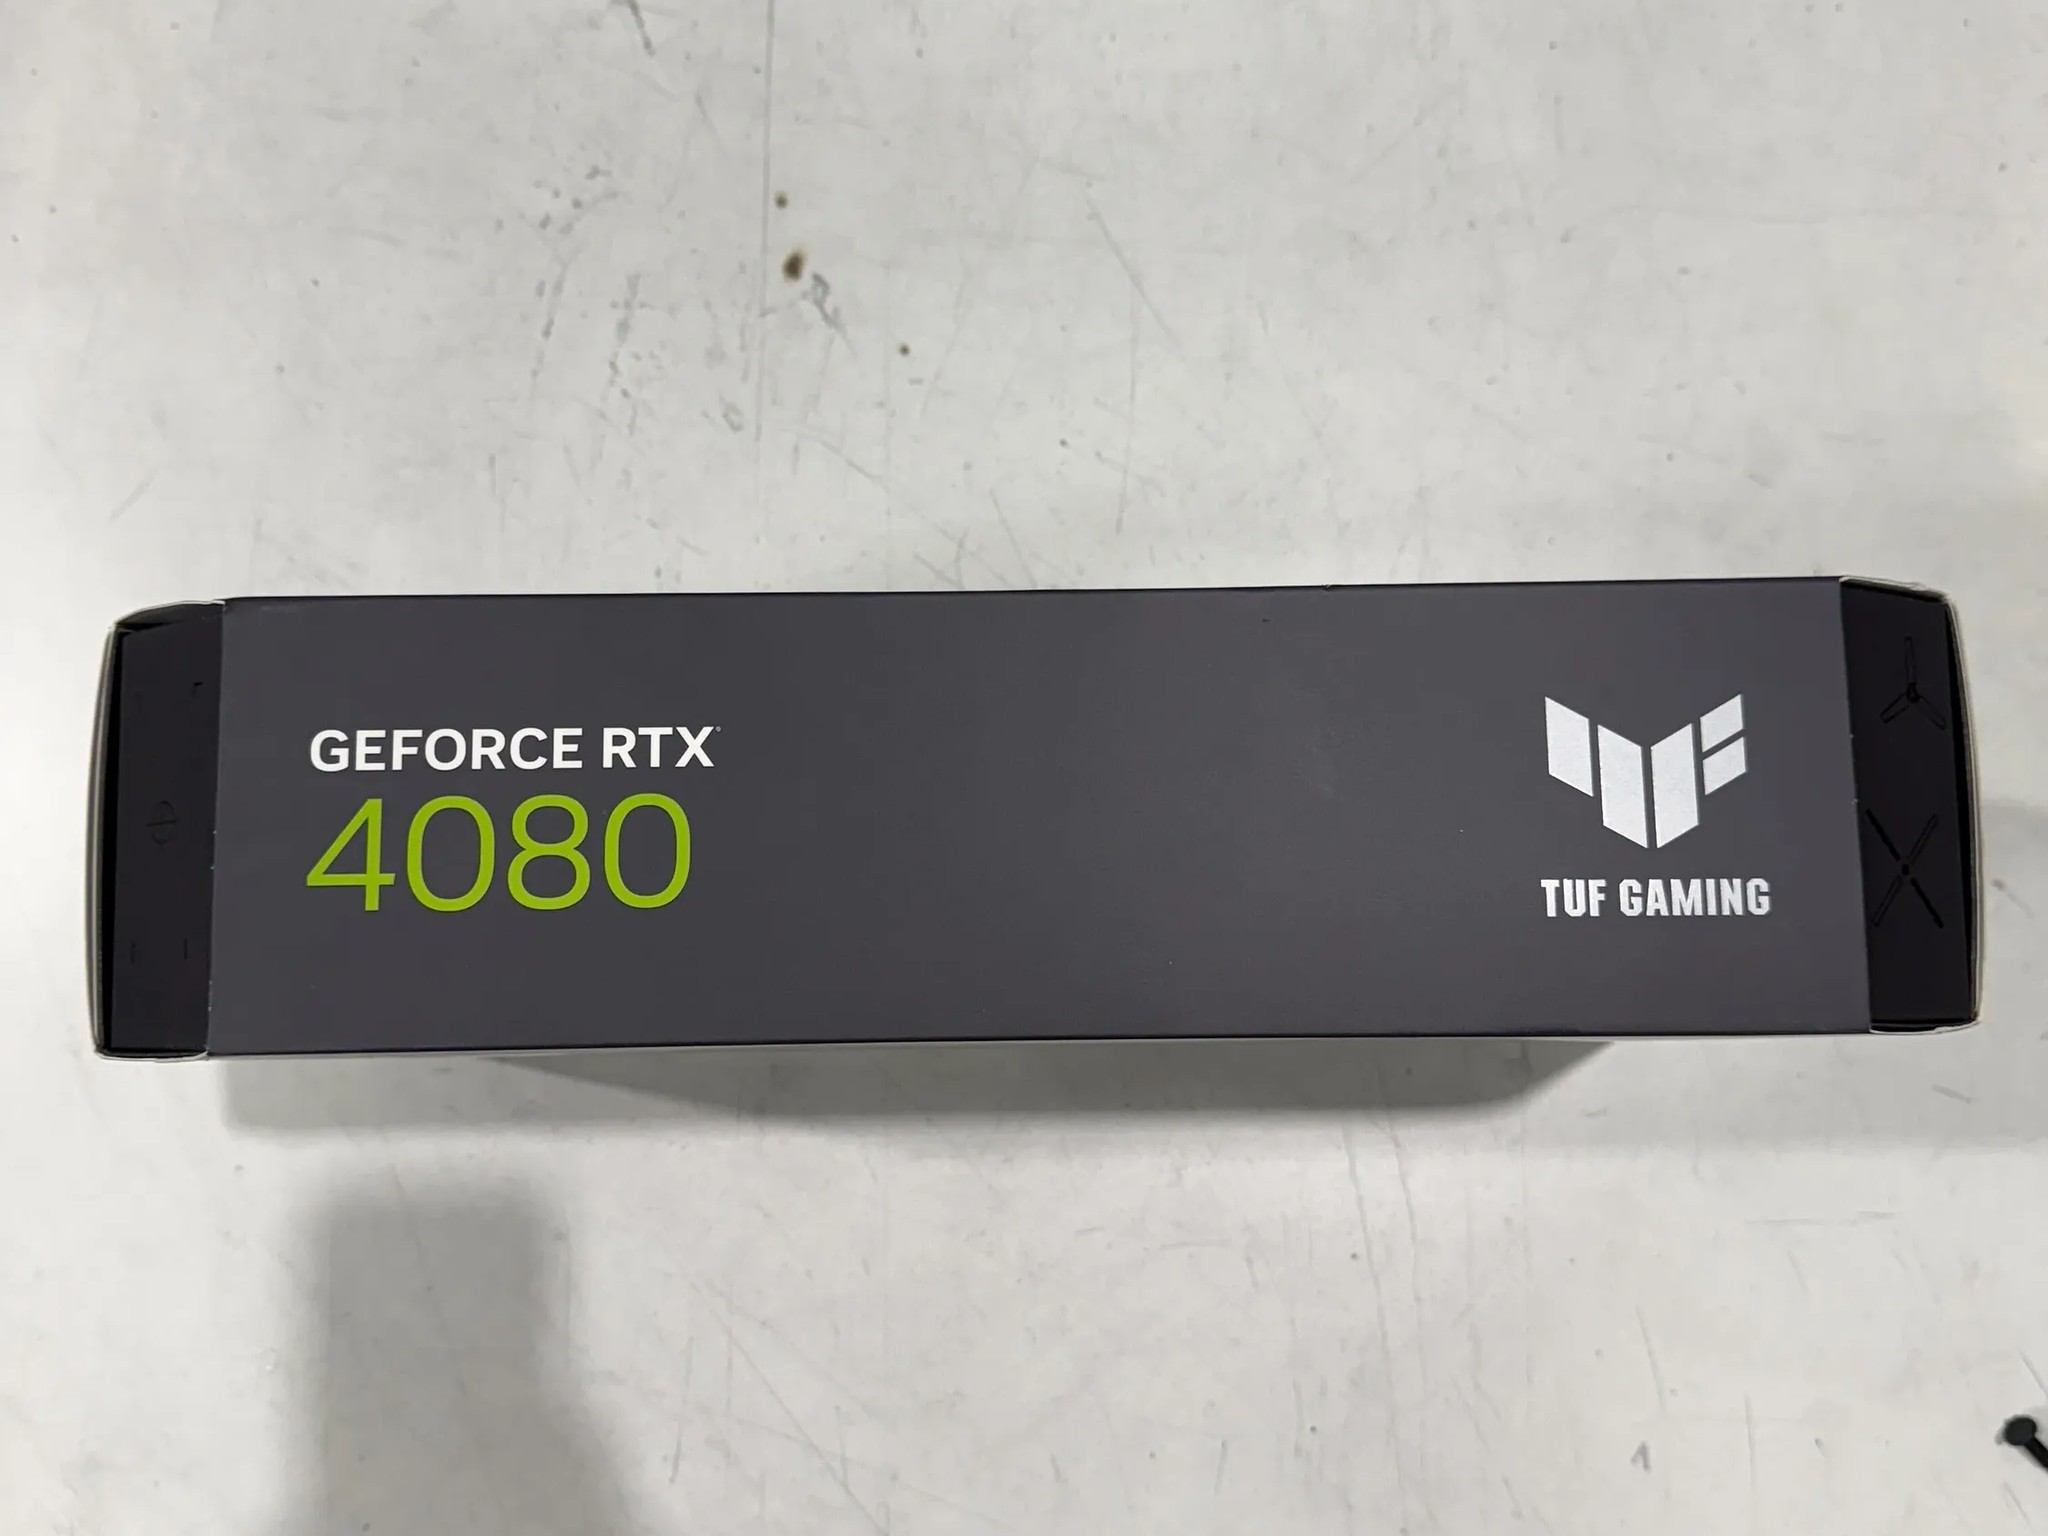 GEFORCE RTX
4080
TUF GAMING